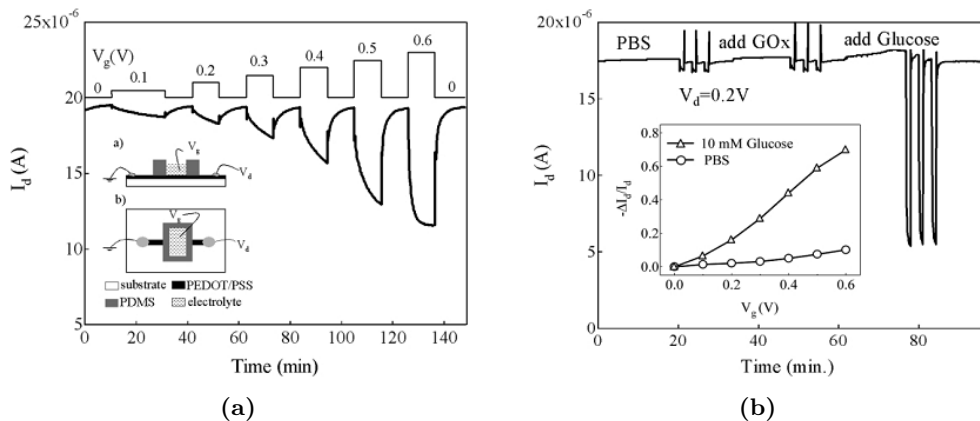 25x10⁻⁶
V_g(V)
0 0.1 0.2 0.3 0.4 0.5 0.6 0
20
15
10
5
I_d (A)
a)
V_g
V_d
b)
V_g
V_d
substrate PEDOT/PSS
PDMS electrolyte
0 20 40 60 80 100 120 140
Time (min)
(a)
20x10⁻⁶
PBS add GOx add Glucose
V_d=0.2V
15
10
5
0
I_d (A)
0.8
0.6
0.4
0.2
0.0
-ΔI_d/I_d
10 mM Glucose
PBS
0.0 0.2 0.4 0.6
V_g (V)
0 20 40 60 80
Time (min.)
(b)